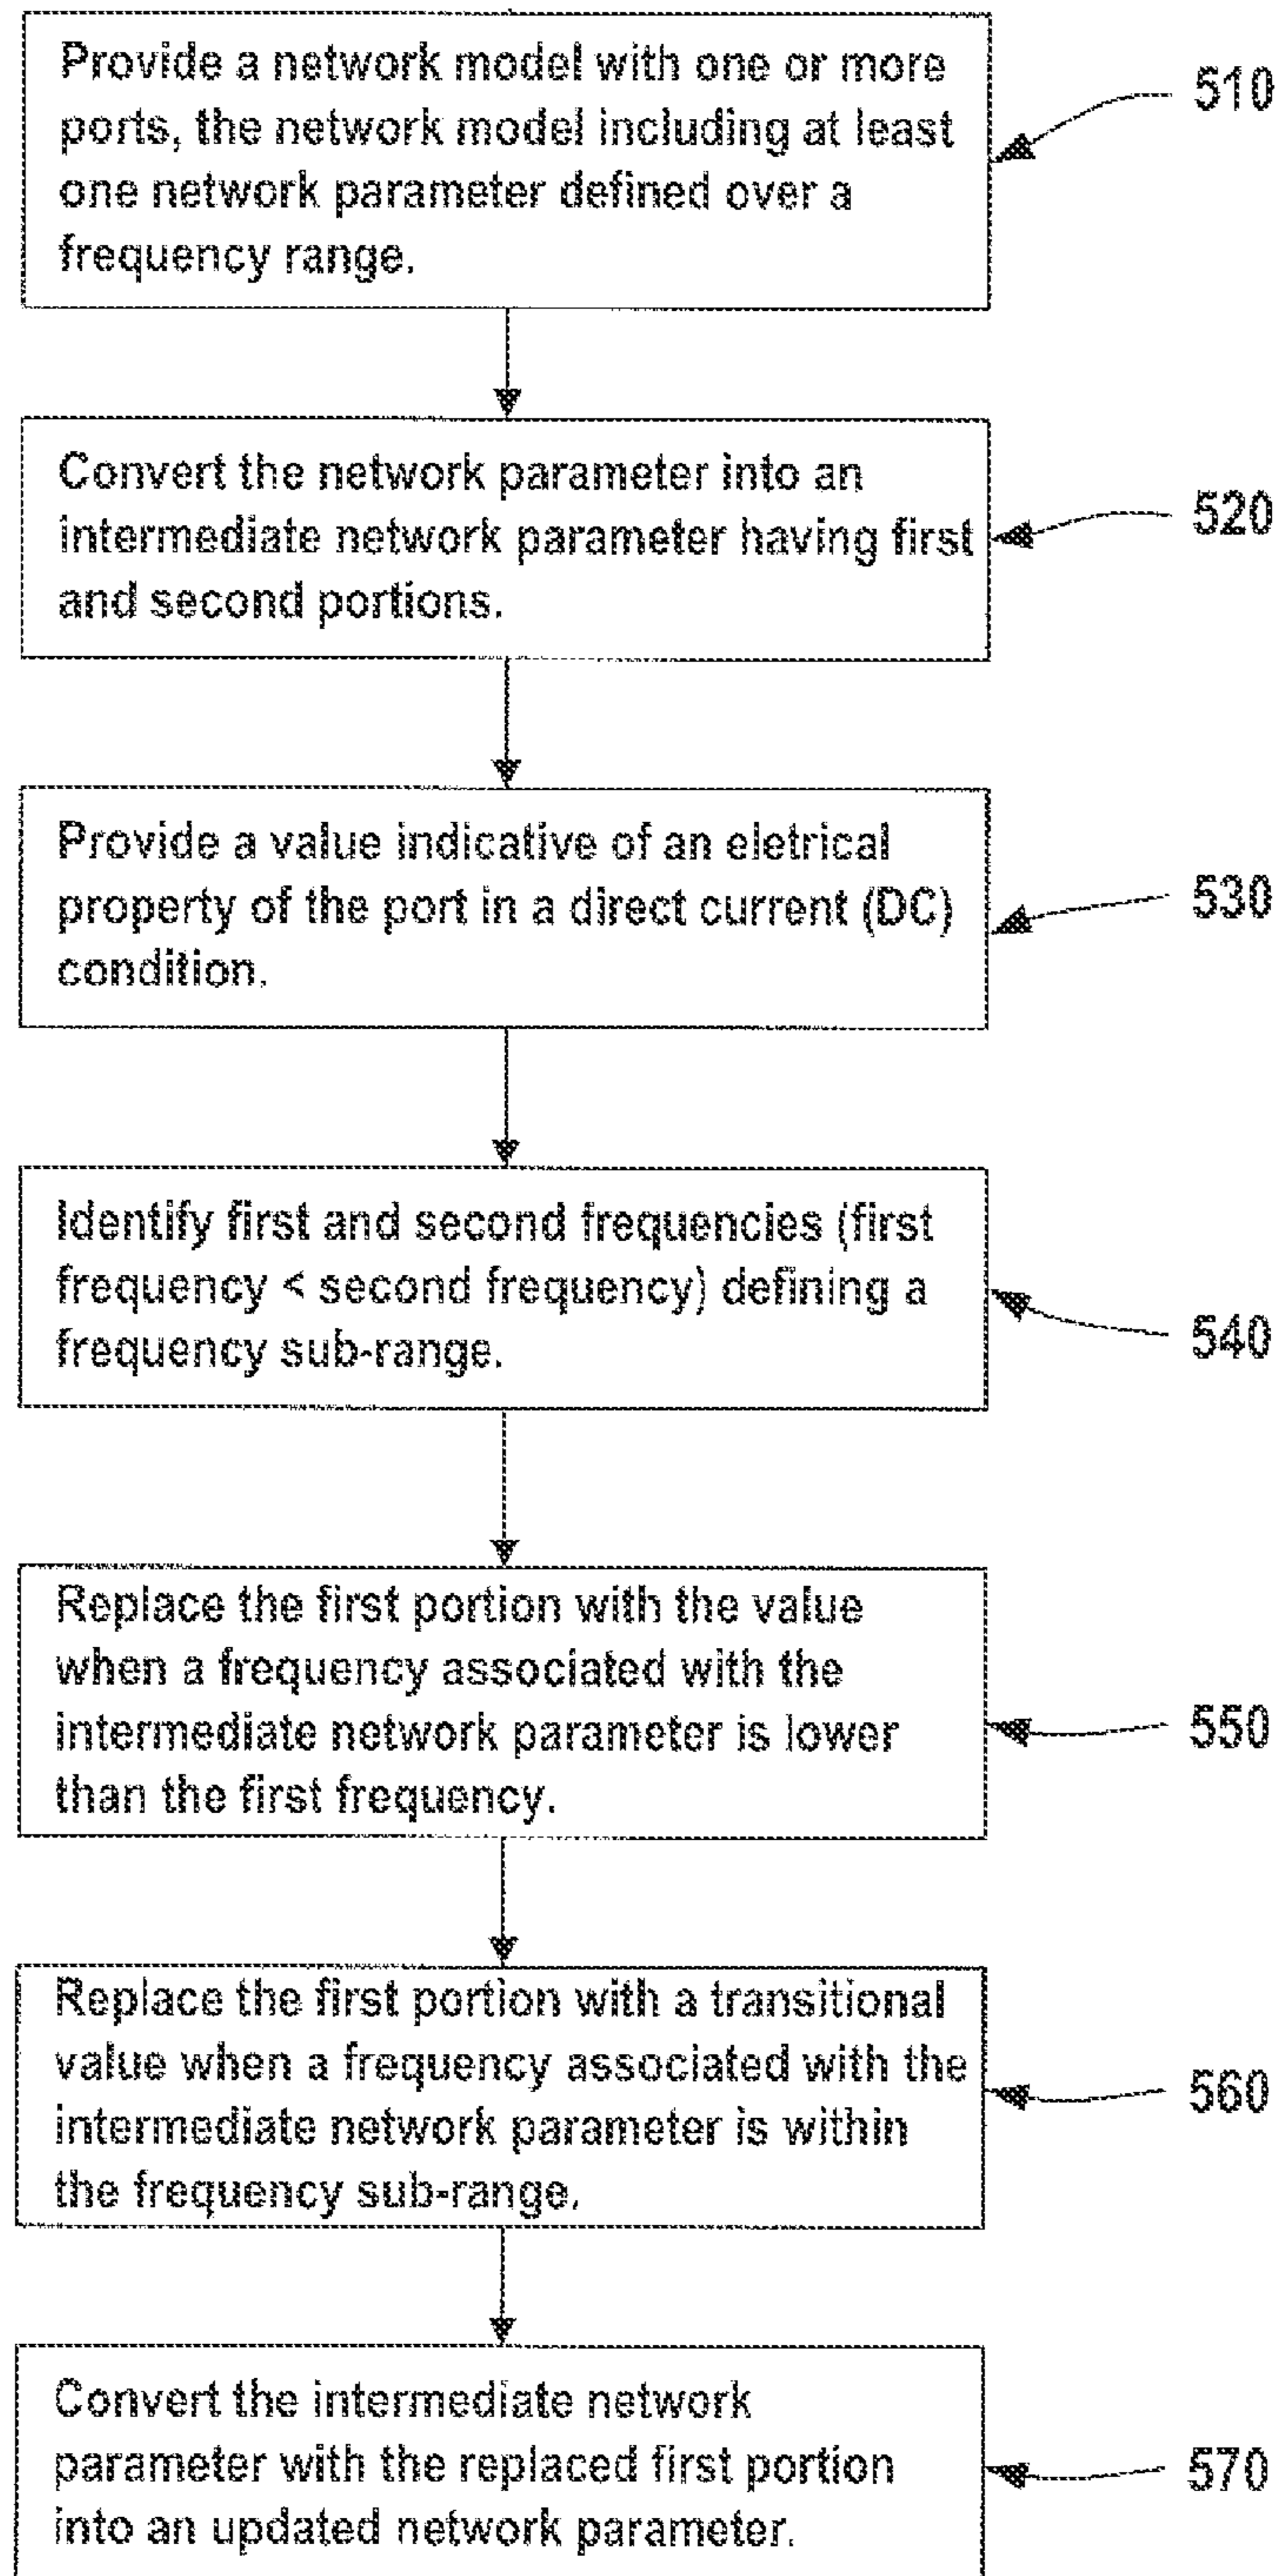 Provide a network model with one or more
ports, the network model including at least
one network parameter defined over a
frequency range.
510
Convert the network parameter into an
intermediate network parameter having first
and second portions.
520
Provide a value indicative of an eletrical
property of the port in a direct current (DC)
condition.
530
Identify first and second frequencies (first
frequency < second frequency) defining a
frequency sub-range.
540
Replace the first portion with the value
when a frequency associated with the
intermediate network parameter is lower
than the first frequency.
550
Replace the first portion with a transitional
value when a frequency associated with the
intermediate network parameter is within
the frequency sub-range.
560
Convert the intermediate network
parameter with the replaced first portion
into an updated network parameter.
570